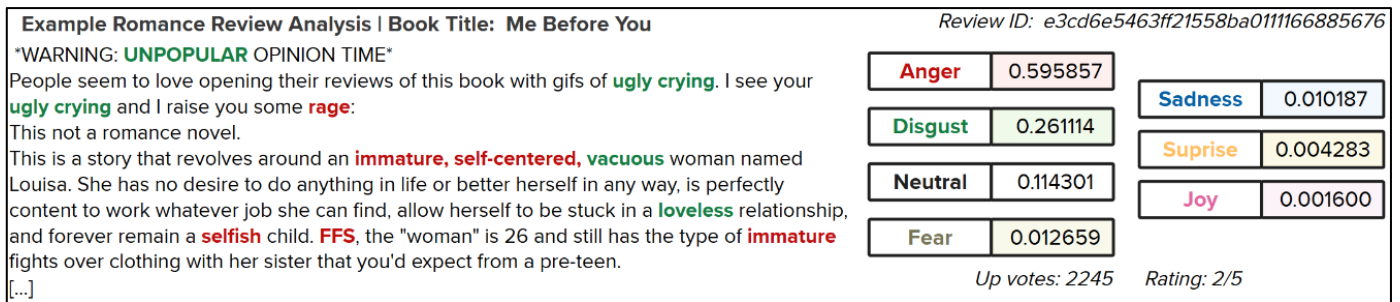 Example Romance Review Analysis | Book Title: Me Before You
Review ID: e3cd6e5463ff21558ba0111166885676
*WARNING: UNPOPULAR OPINION TIME*
People seem to love opening their reviews of this book with gifs of ugly crying. I see your
ugly crying and I raise you some rage:
This not a romance novel.
This is a story that revolves around an immature, self-centered, vacuous woman named
Louisa. She has no desire to do anything in life or better herself in any way, is perfectly
content to work whatever job she can find, allow herself to be stuck in a loveless relationship,
and forever remain a selfish child. FFS, the "woman" is 26 and still has the type of immature
fights over clothing with her sister that you'd expect from a pre-teen.
[...]
Anger 0.595857
Disgust 0.261114
Neutral 0.114301
Fear 0.012659
Sadness 0.010187
Suprise 0.004283
Joy 0.001600
Up votes: 2245 Rating: 2/5